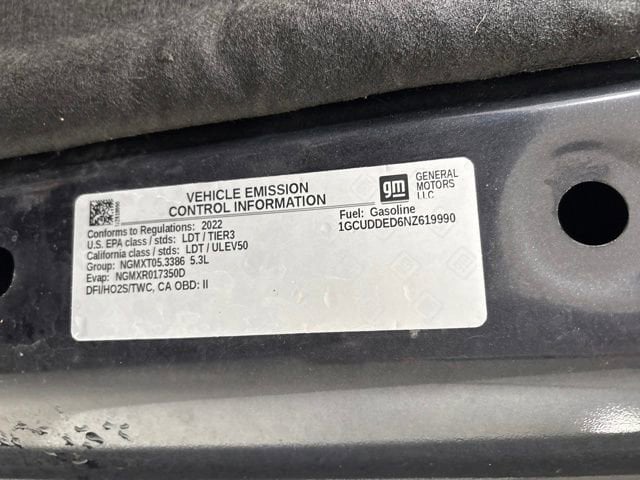 VEHICLE EMISSION
CONTROL INFORMATION
Conforms to Regulations: 2022
U.S. EPA class / stds: LDT / TIER3
California class / stds: LDT / ULEV50
Group: NGMXT05.3386 5.3L
Evap: NGMXR017350D
DFI/HO2S/TWC, CA OBD: II
gm
GENERAL
MOTORS
LLC
Fuel: Gasoline
1GCUDDED6NZ619990